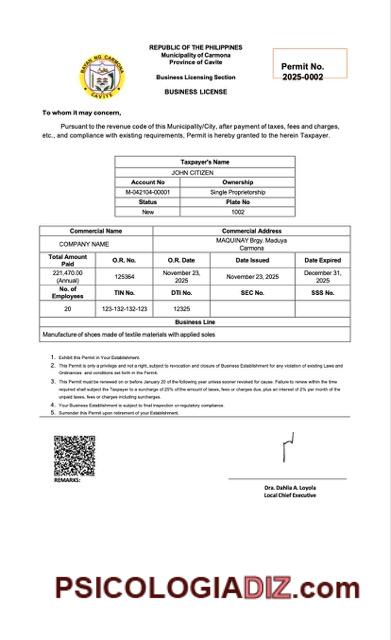 REPUBLIC OF THE PHILIPPINES
Municipality of Carmona
Province of Cavite
Business Licensing Section
BUSINESS LICENSE
Permit No.
2025-0002
BAYAN NG CARMONA
CAVITE
To whom it may concern,
Pursuant to the revenue code of this Municipality/City, after payment of taxes, fees and charges,
etc., and compliance with existing requirements, Permit is hereby granted to the herein Taxpayer.
Taxpayer's Name
JOHN CITIZEN
Account No Ownership
M-042104-00001 Single Proprietorship
Status Plate No
New 1002
Commercial Name Commercial Address
COMPANY NAME MAQUINAY Brgy. Maduya
Carmona
Total Amount Paid O.R. No. O.R. Date Date Issued Date Expired
221,470.00 (Annual) 125364 November 23, 2025 November 23, 2025 December 31, 2025
No. of Employees TIN No. DTI No. SEC No. SSS No.
20 123-132-132-123 12325
Business Line
Manufacture of shoes made of textile materials with applied soles
1. Exhibit this Permit in Your Establishment.
2. This Permit is only a privilege and not a right, subject to revocation and closure of Business Establishment for any violation of existing Laws and
Ordinances and conditions set forth in the Permit.
3. This Permit must be renewed on or before January 20 of the following year unless sooner revoked for cause. Failure to renew within the time
required shall subject the Taxpayer to a surcharge of 25% of the amount of taxes, fees or charges due, plus an interest of 2% per month of the
unpaid taxes, fees or charges including surcharges.
4. Your Business Establishment is subject to final inspection or regulatory compliance.
5. Surrender this Permit upon retirement of your Establishment.
REMARKS:
Dra. Dahlia A. Loyola
Local Chief Executive
PSICOLOGIADIZ.com